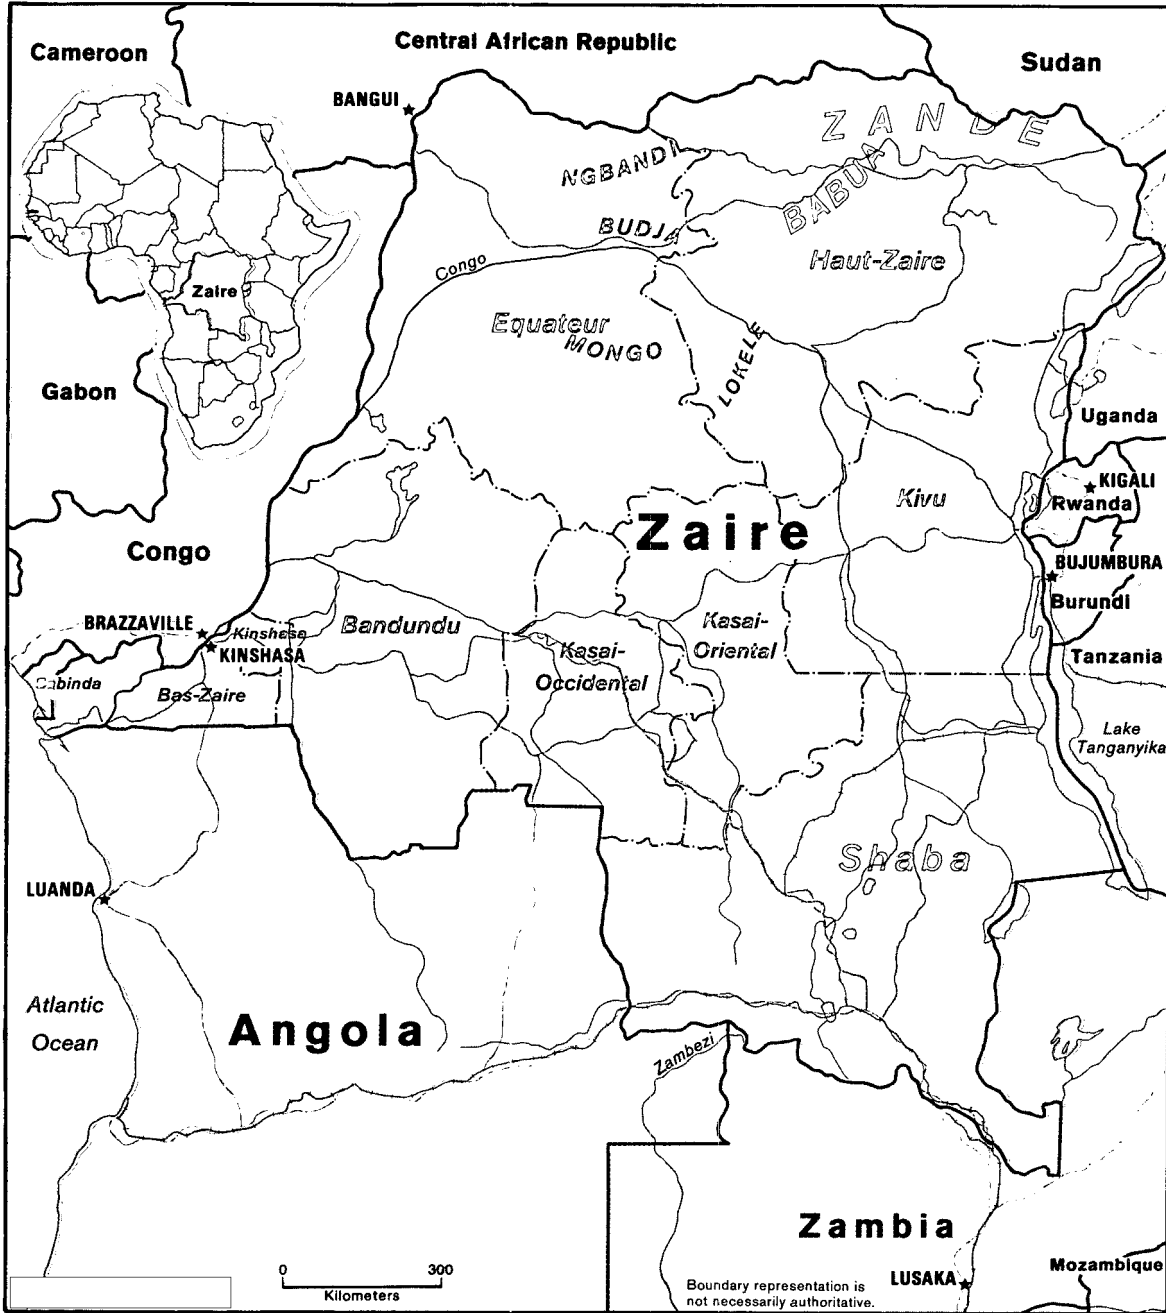 Cameroon
Central African Republic
Sudan
BANGUI
ZANDE
NGBANDI
BABUA
BUDJA
Congo
Haut-Zaire
Zaire
Equateur
MONGO
LOKELE
Gabon
Uganda
KIGALI
Rwanda
Kivu
Zaire
Congo
BUJUMBURA
Burundi
BRAZZAVILLE
Kinshasa
KINSHASA
Bandundu
Kasai-
Oriental
Kasai-
Occidental
Tanzania
Cabinda
Bas-Zaire
Lake
Tanganyika
Shaba
LUANDA
Atlantic
Ocean
Angola
Zambezi
Zambia
Mozambique
LUSAKA
0 300
Kilometers
Boundary representation is
not necessarily authoritative.